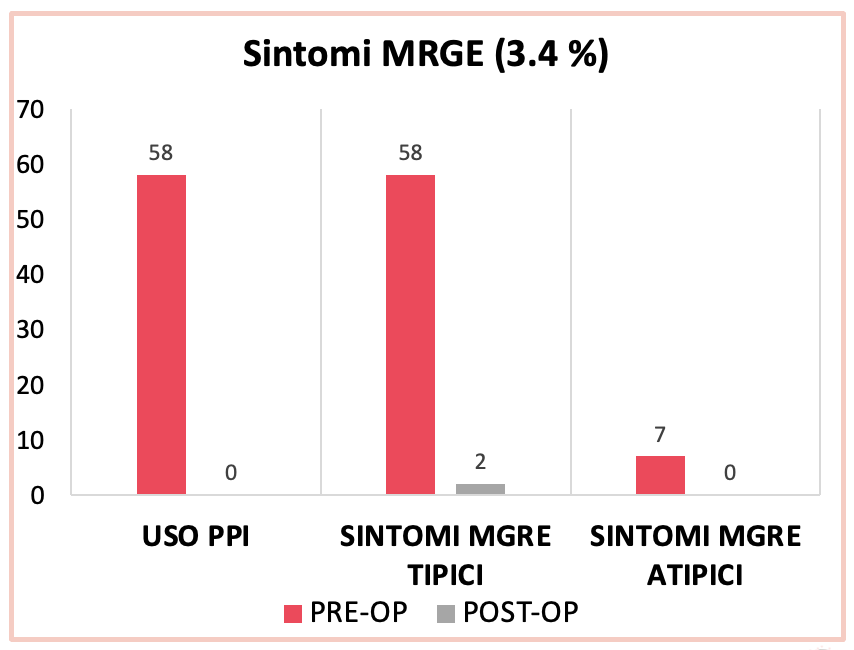 Sintomi MRGE (3.4 %)
70
60
50
40
30
20
10
0
58
0
58
2
7
0
USO PPI
SINTOMI MGRE
TIPICI
SINTOMI MGRE
ATIPICI
PRE-OP
POST-OP